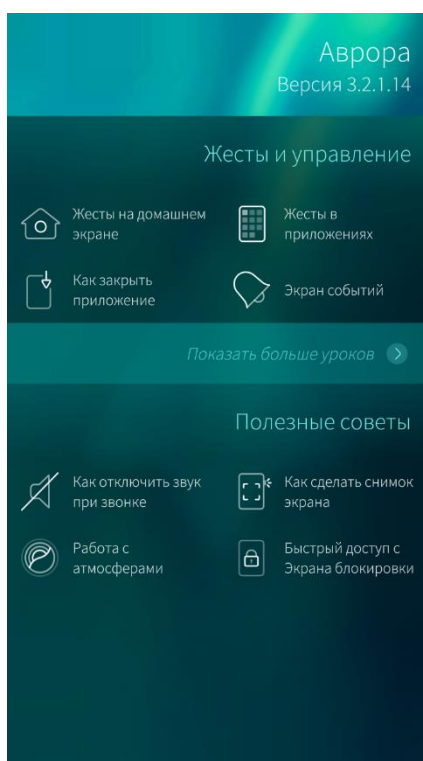 Аврора
Версия 3.2.1.14
Жесты и управление
Жесты на домашнем
экране
Жесты в
приложениях
Как закрыть
приложение
Экран событий
Показать больше уроков
Полезные советы
Как отключить звук
при звонке
Как сделать снимок
экрана
Работа с
атмосферами
Быстрый доступ с
Экрана блокировки